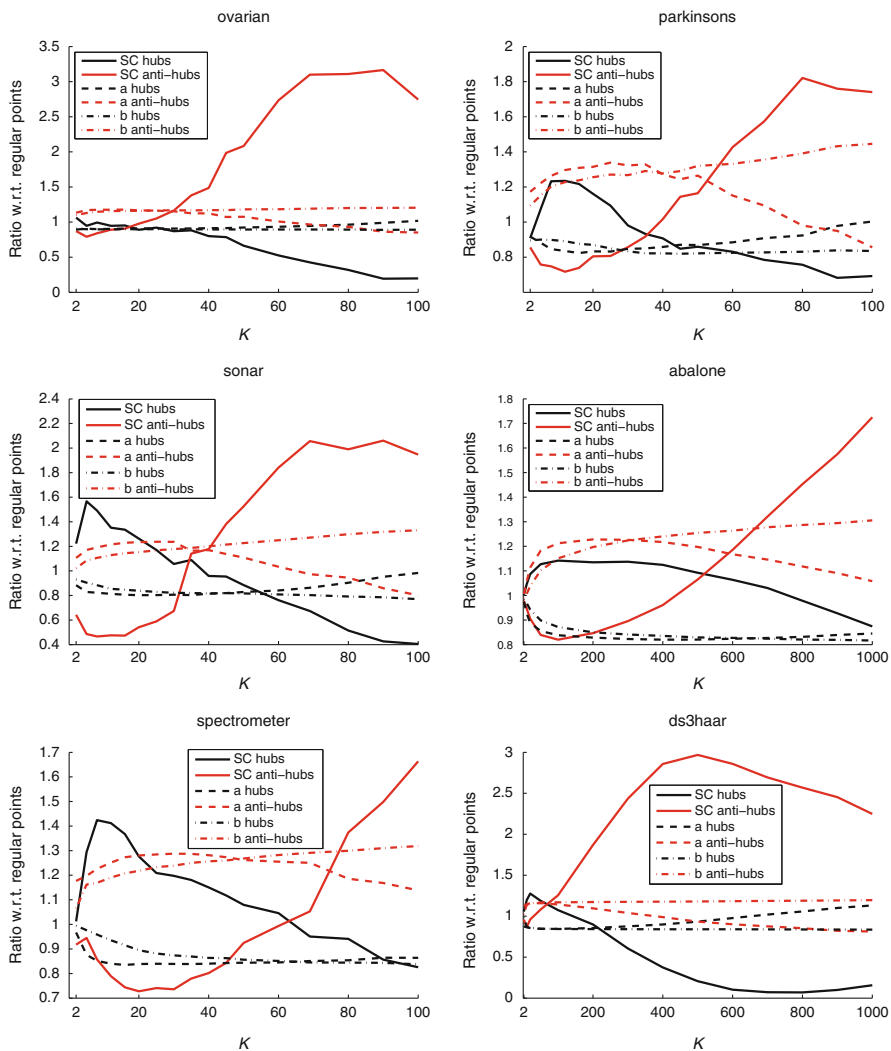 ovarian
Ratio w.r.t. regular points
3.5
3
2.5
2
1.5
1
0.5
0
SC hubs
SC anti−hubs
a hubs
a anti−hubs
b hubs
b anti−hubs
2 20 40 60 80 100
K
parkinsons
Ratio w.r.t. regular points
2
1.8
1.6
1.4
1.2
1
0.8
SC hubs
SC anti−hubs
a hubs
a anti−hubs
b hubs
b anti−hubs
2 20 40 60 80 100
K
sonar
Ratio w.r.t. regular points
2.4
2.2
2
1.8
1.6
1.4
1.2
1
0.8
0.6
0.4
SC hubs
SC anti−hubs
a hubs
a anti−hubs
b hubs
b anti−hubs
2 20 40 60 80 100
K
abalone
Ratio w.r.t. regular points
1.8
1.7
1.6
1.5
1.4
1.3
1.2
1.1
1
0.9
0.8
SC hubs
SC anti−hubs
a hubs
a anti−hubs
b hubs
b anti−hubs
2 200 400 600 800 1000
K
spectrometer
Ratio w.r.t. regular points
1.7
1.6
1.5
1.4
1.3
1.2
1.1
1
0.9
0.8
0.7
SC hubs
SC anti−hubs
a hubs
a anti−hubs
b hubs
b anti−hubs
2 20 40 60 80 100
K
ds3haar
Ratio w.r.t. regular points
3
2.5
2
1.5
1
0.5
0
SC hubs
SC anti−hubs
a hubs
a anti−hubs
b hubs
b anti−hubs
2 200 400 600 800 1000
K